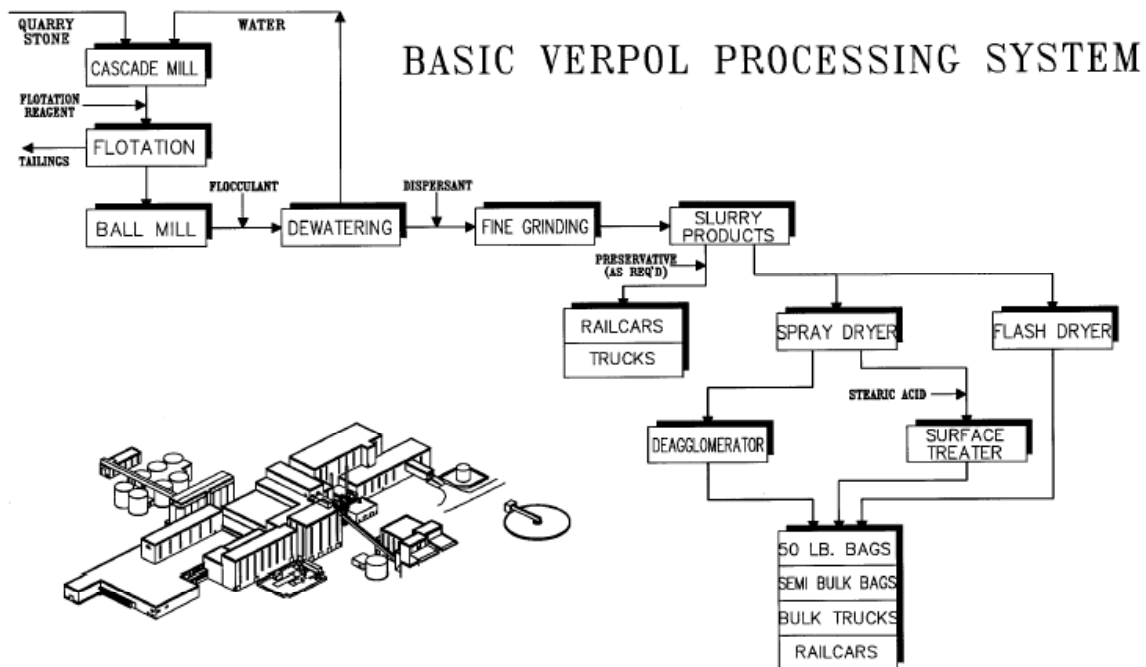 QUARRY
STONE
WATER
BASIC VERPOL PROCESSING SYSTEM
CASCADE MILL
FLOTATION
REAGENT
FLOTATION
TAILINGS
FLOCCULANT
DISPERSANT
BALL MILL
DEWATERING
FINE GRINDING
SLURRY
PRODUCTS
PRESERVATIVE
(AS REQ'D)
RAILCARS
TRUCKS
SPRAY DRYER
FLASH DRYER
STEARIC ACID
DEAGGLOMERATOR
SURFACE
TREATER
50 LB. BAGS
SEMI BULK BAGS
BULK TRUCKS
RAILCARS